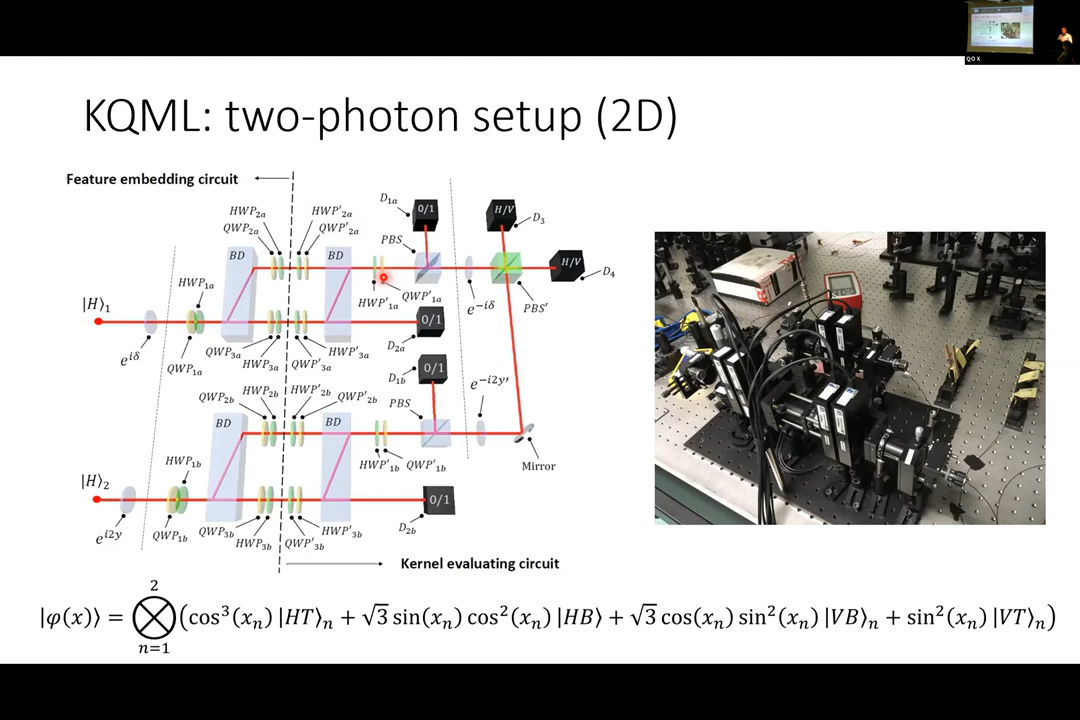 QO X
KQML: two-photon setup (2D)
Feature embedding circuit
D₁ₐ
0/1
H/V
D₃
HWP₂ₐ
HWP′₂ₐ
QWP₂ₐ
QWP′₂ₐ
PBS
BD
BD
H/V
D₄
HWP₁ₐ
HWP′₁ₐ
QWP′₁ₐ
e^{−iδ}
PBS′
|H⟩₁
0/1
e^{iδ}
QWP₁ₐ
QWP₃ₐ
HWP₃ₐ
QWP′₃ₐ
HWP′₃ₐ
D₂ₐ
D₁b
0/1
e^{−i2y′}
QWP₂b
HWP₂b
HWP′₂b
QWP′₂b
PBS
BD
BD
HWP₁b
HWP′₁b
QWP′₁b
Mirror
|H⟩₂
0/1
e^{i2y}
QWP₁b
QWP₃b
HWP₃b
QWP′₃b
HWP′₃b
D₂b
Kernel evaluating circuit
|φ(x)⟩ = ⨂_{n=1}^{2} (cos³(xₙ) |HT⟩ₙ + √3 sin(xₙ) cos²(xₙ) |HB⟩ + √3 cos(xₙ) sin²(xₙ) |VB⟩ₙ + sin²(xₙ) |VT⟩ₙ)